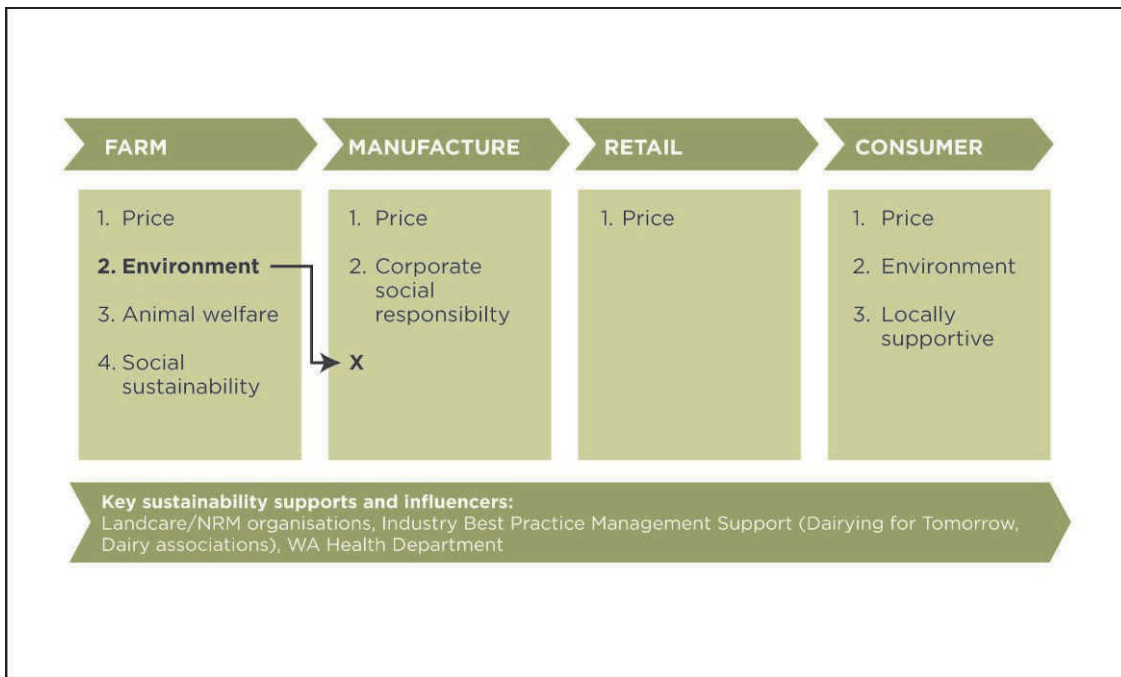 FARM
MANUFACTURE
RETAIL
CONSUMER
1. Price
2. Environment
3. Animal welfare
4. Social
sustainability
1. Price
2. Corporate
social
responsibilty
X
1. Price
1. Price
2. Environment
3. Locally
supportive
Key sustainability supports and influencers:
Landcare/NRM organisations, Industry Best Practice Management Support (Dairying for Tomorrow,
Dairy associations), WA Health Department